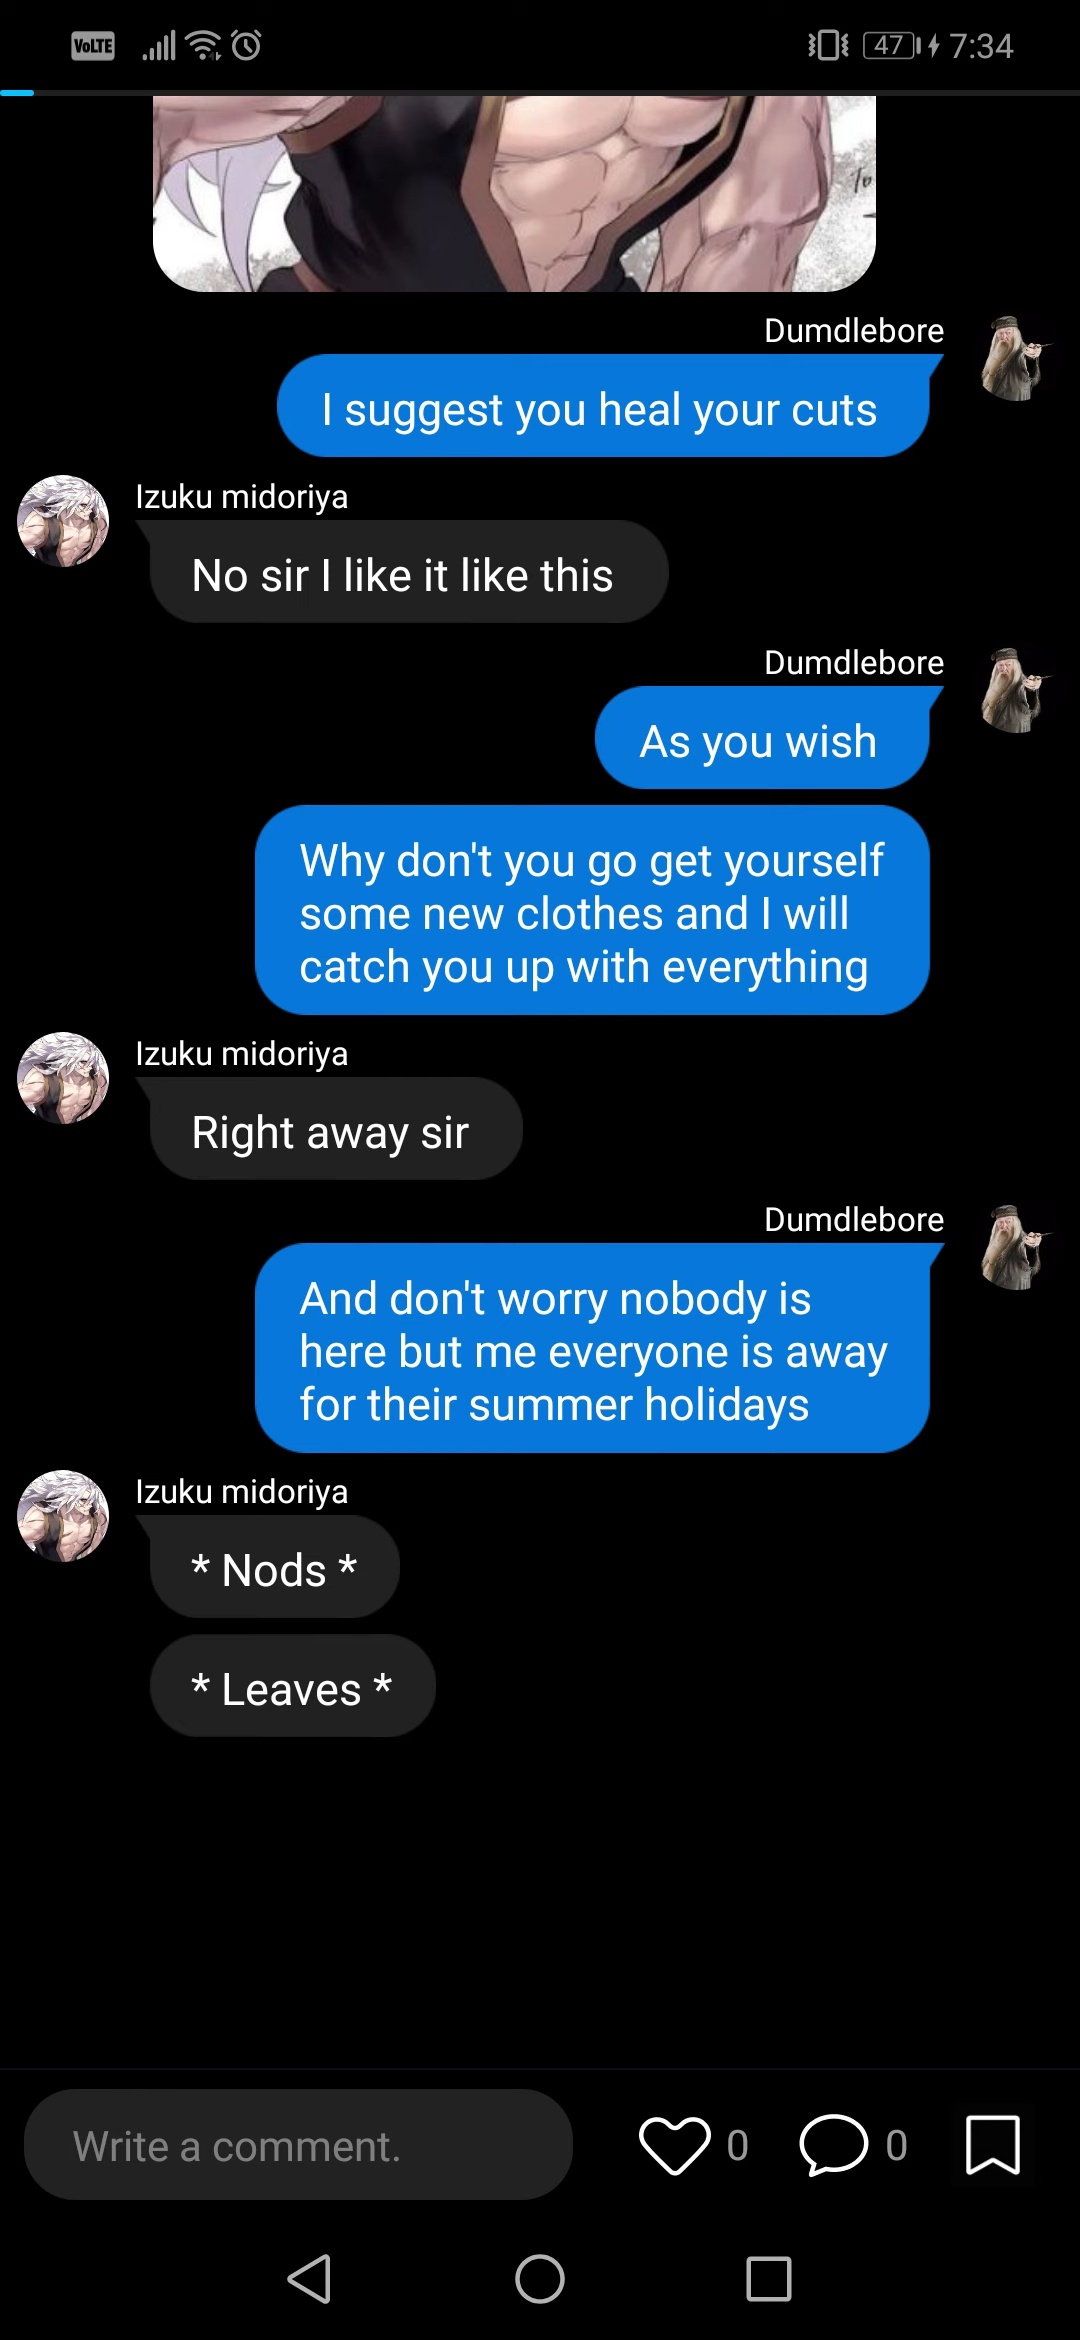 VoLTE
47
7:34
To
Dumdlebore
I suggest you heal your cuts
Izuku midoriya
No sir I like it like this
Dumdlebore
As you wish
Why don't you go get yourself
some new clothes and I will
catch you up with everything
Izuku midoriya
Right away sir
Dumdlebore
And don't worry nobody is
here but me everyone is away
for their summer holidays
Izuku midoriya
* Nods *
* Leaves *
Write a comment.
0
0